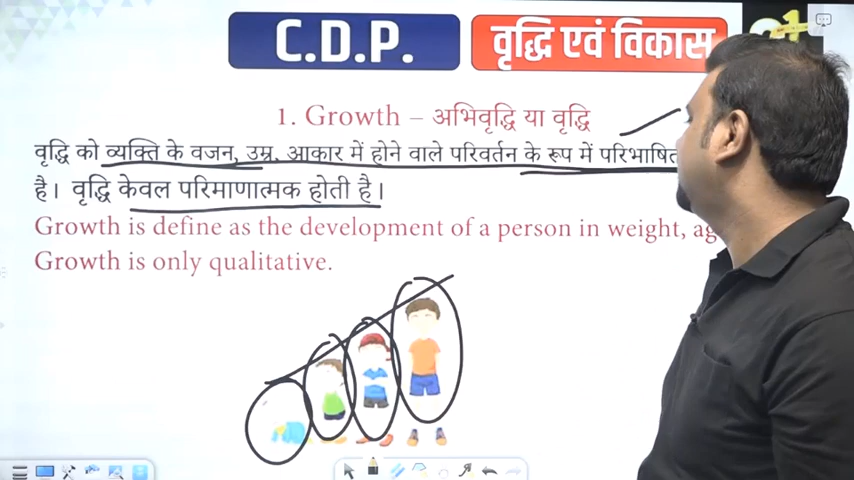 C.D.P.
वृद्धि एवं विकास
1. Growth – अभिवृद्धि या वृद्धि
वृद्धि को व्यक्ति के वजन, उम्र, आकार में होने वाले परिवर्तन के रूप में परिभाषित
है। वृद्धि केवल परिमाणात्मक होती है।
Growth is define as the development of a person in weight,
Growth is only qualitative.